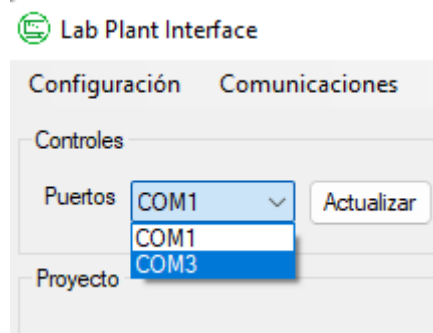 Lab Plant Interface
Configuración Comunicaciones
Controles
Puertos COM1 Actualizar
COM1
COM3
Proyecto